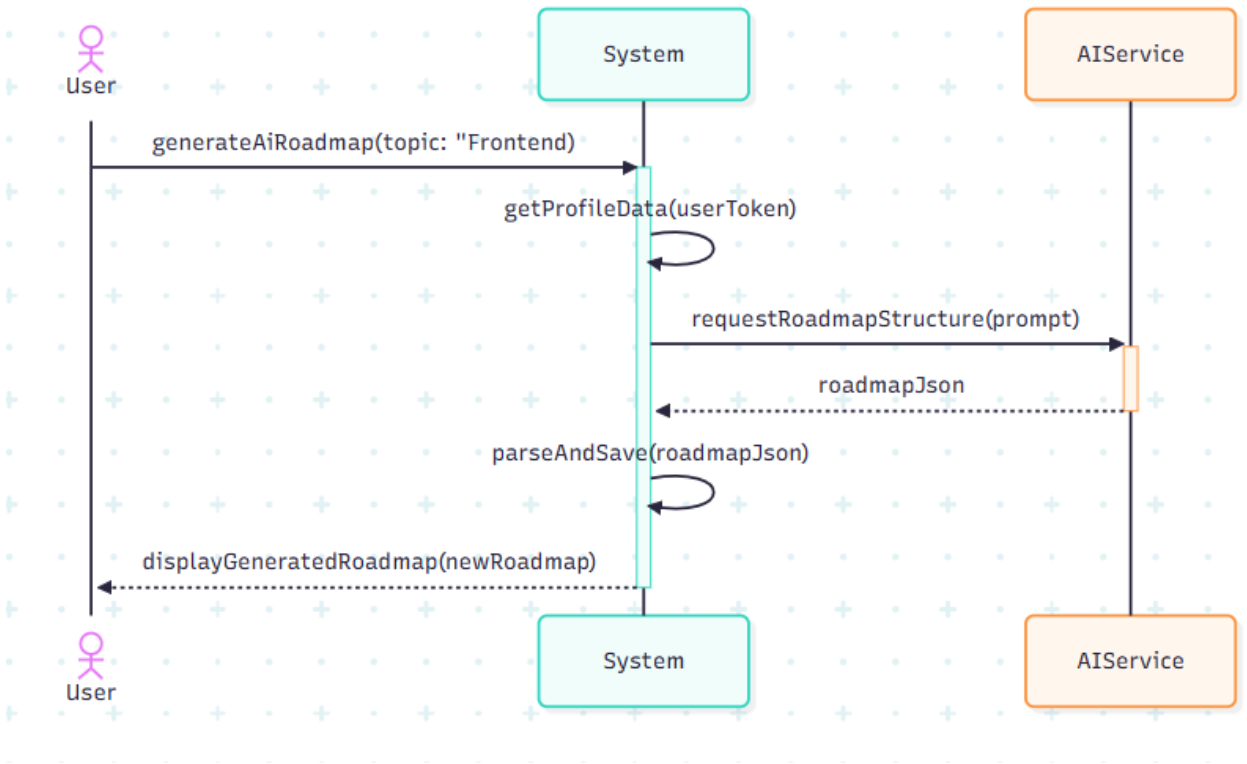 System
AIService
User
generateAiRoadmap(topic: "Frontend)
getProfileData(userToken)
requestRoadmapStructure(prompt)
roadmapJson
parseAndSave(roadmapJson)
displayGeneratedRoadmap(newRoadmap)
System
AIService
User